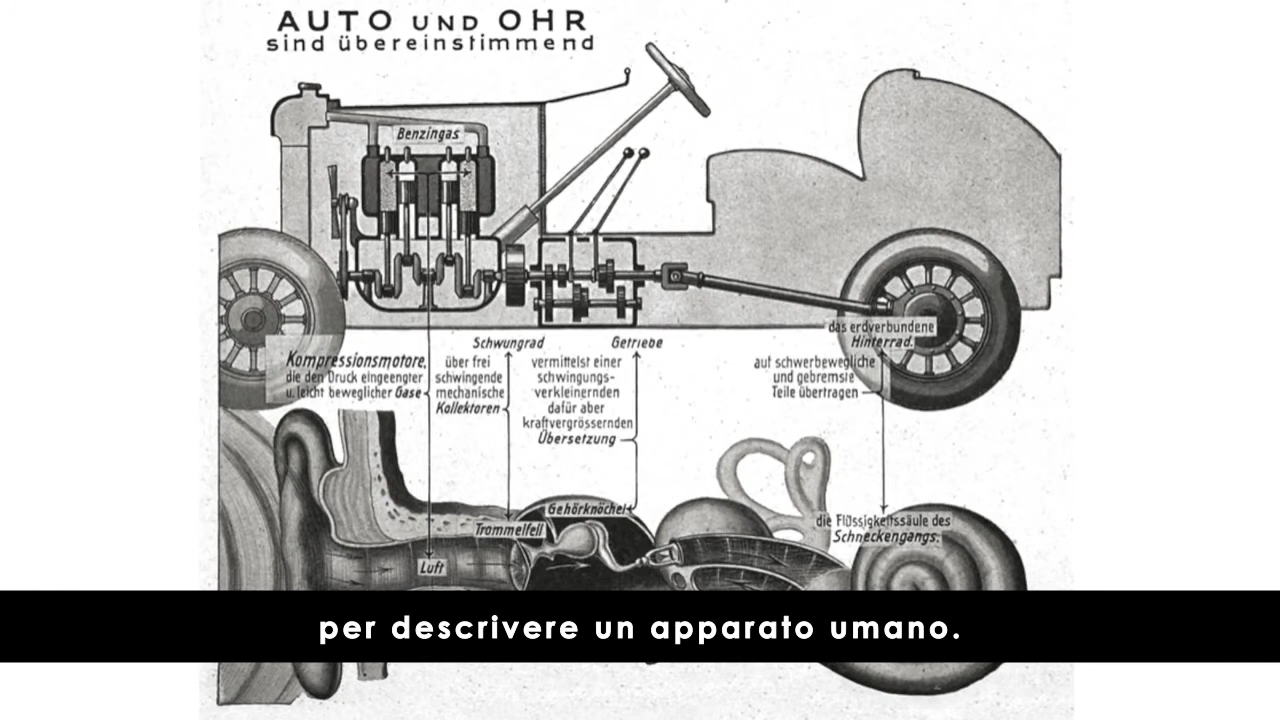 AUTO UND OHR
sind übereinstimmend
Benzingas
das erdverbundene
Hinterrad.
Schwungrad
Getriebe
Kompressionsmotore,
die den Druck eingeengter
u. leicht beweglicher Gase
über frei
schwingende
mechanische
Kollektoren
vermittelst einer
schwingungs-
verkleinernden
dafür aber
kraftvergrössernden
Übersetzung
auf schwerbewegliche
und gebremste
Teile übertragen
Gehörknöchel
Trommelfell
Luft
die Flüssigkeitssäule des
Schneckengangs.
per descrivere un apparato umano.